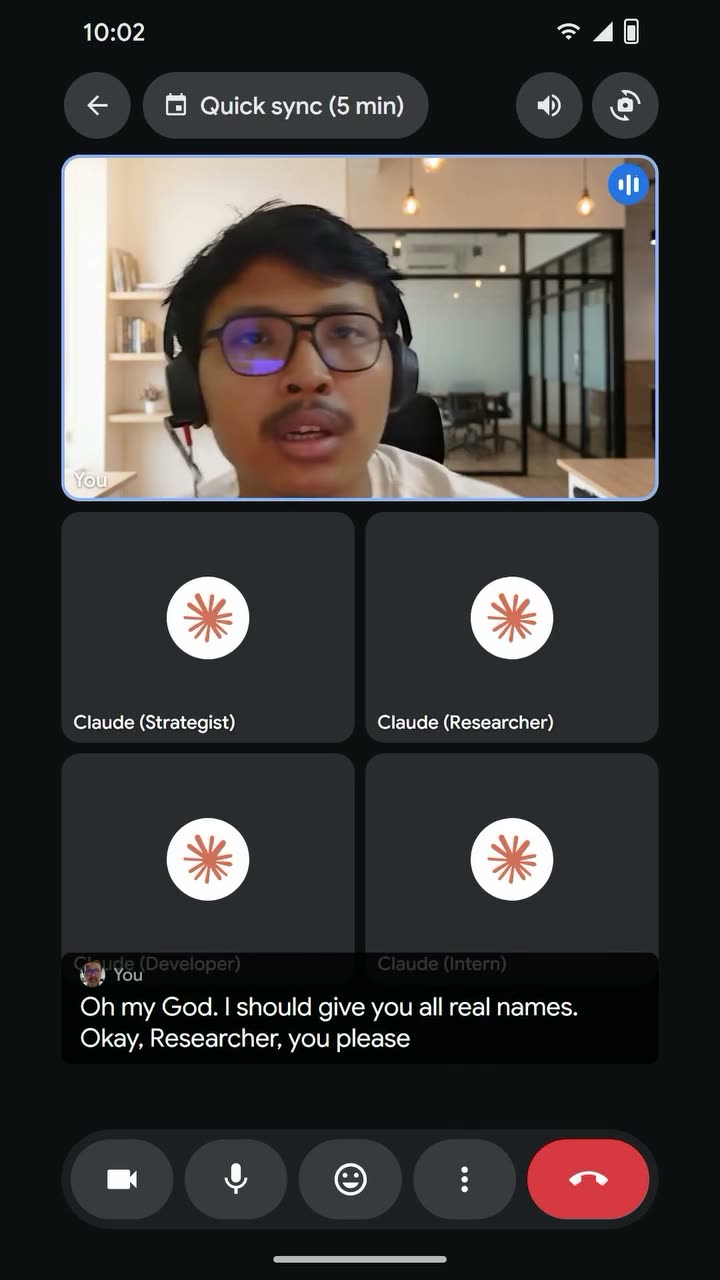 10:02
Quick sync (5 min)
You
Claude (Strategist)
Claude (Researcher)
Claude (Developer)
Claude (Intern)
You
Oh my God. I should give you all real names.
Okay, Researcher, you please